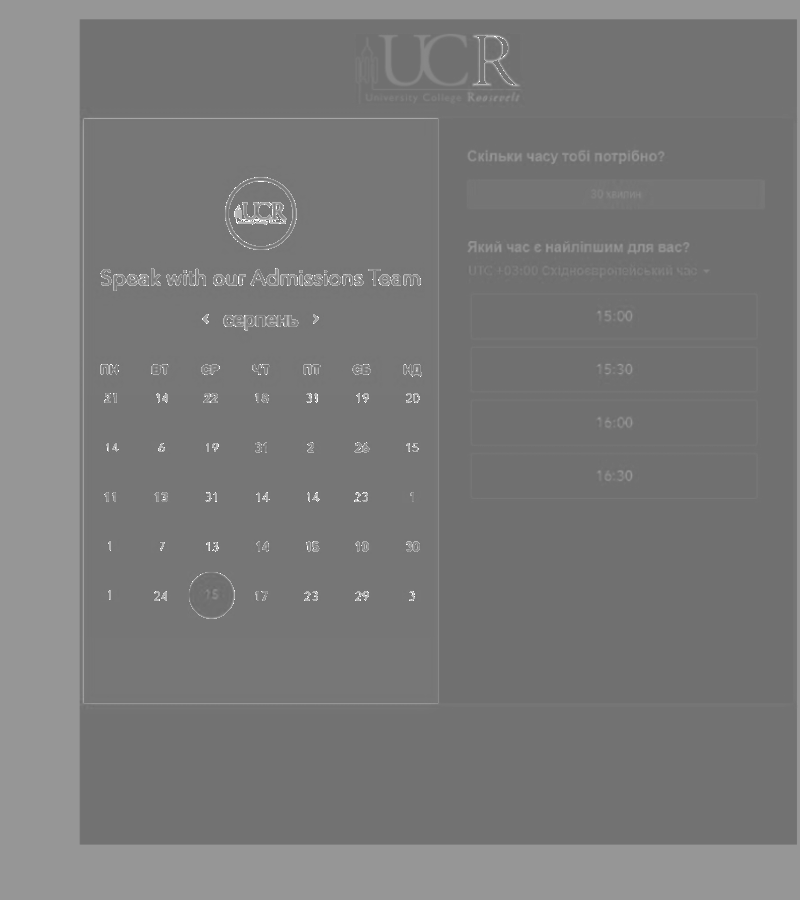 UCR
University College Roosevelt
UCR
Speak with our Admissions Team
< серпень >
ПН ВТ СР ЧТ ПТ СБ НД
21 14 22 18 31 19 20
14 6 19 31 2 26 15
11 13 31 14 14 23 1
1 7 13 14 18 18 30
1 24 15 17 23 29 3
Скільки часу тобі потрібно?
30 хвилин
Який час є найліпшим для вас?
UTC +03:00 Східноєвропейський час
15:00
15:30
16:00
16:30